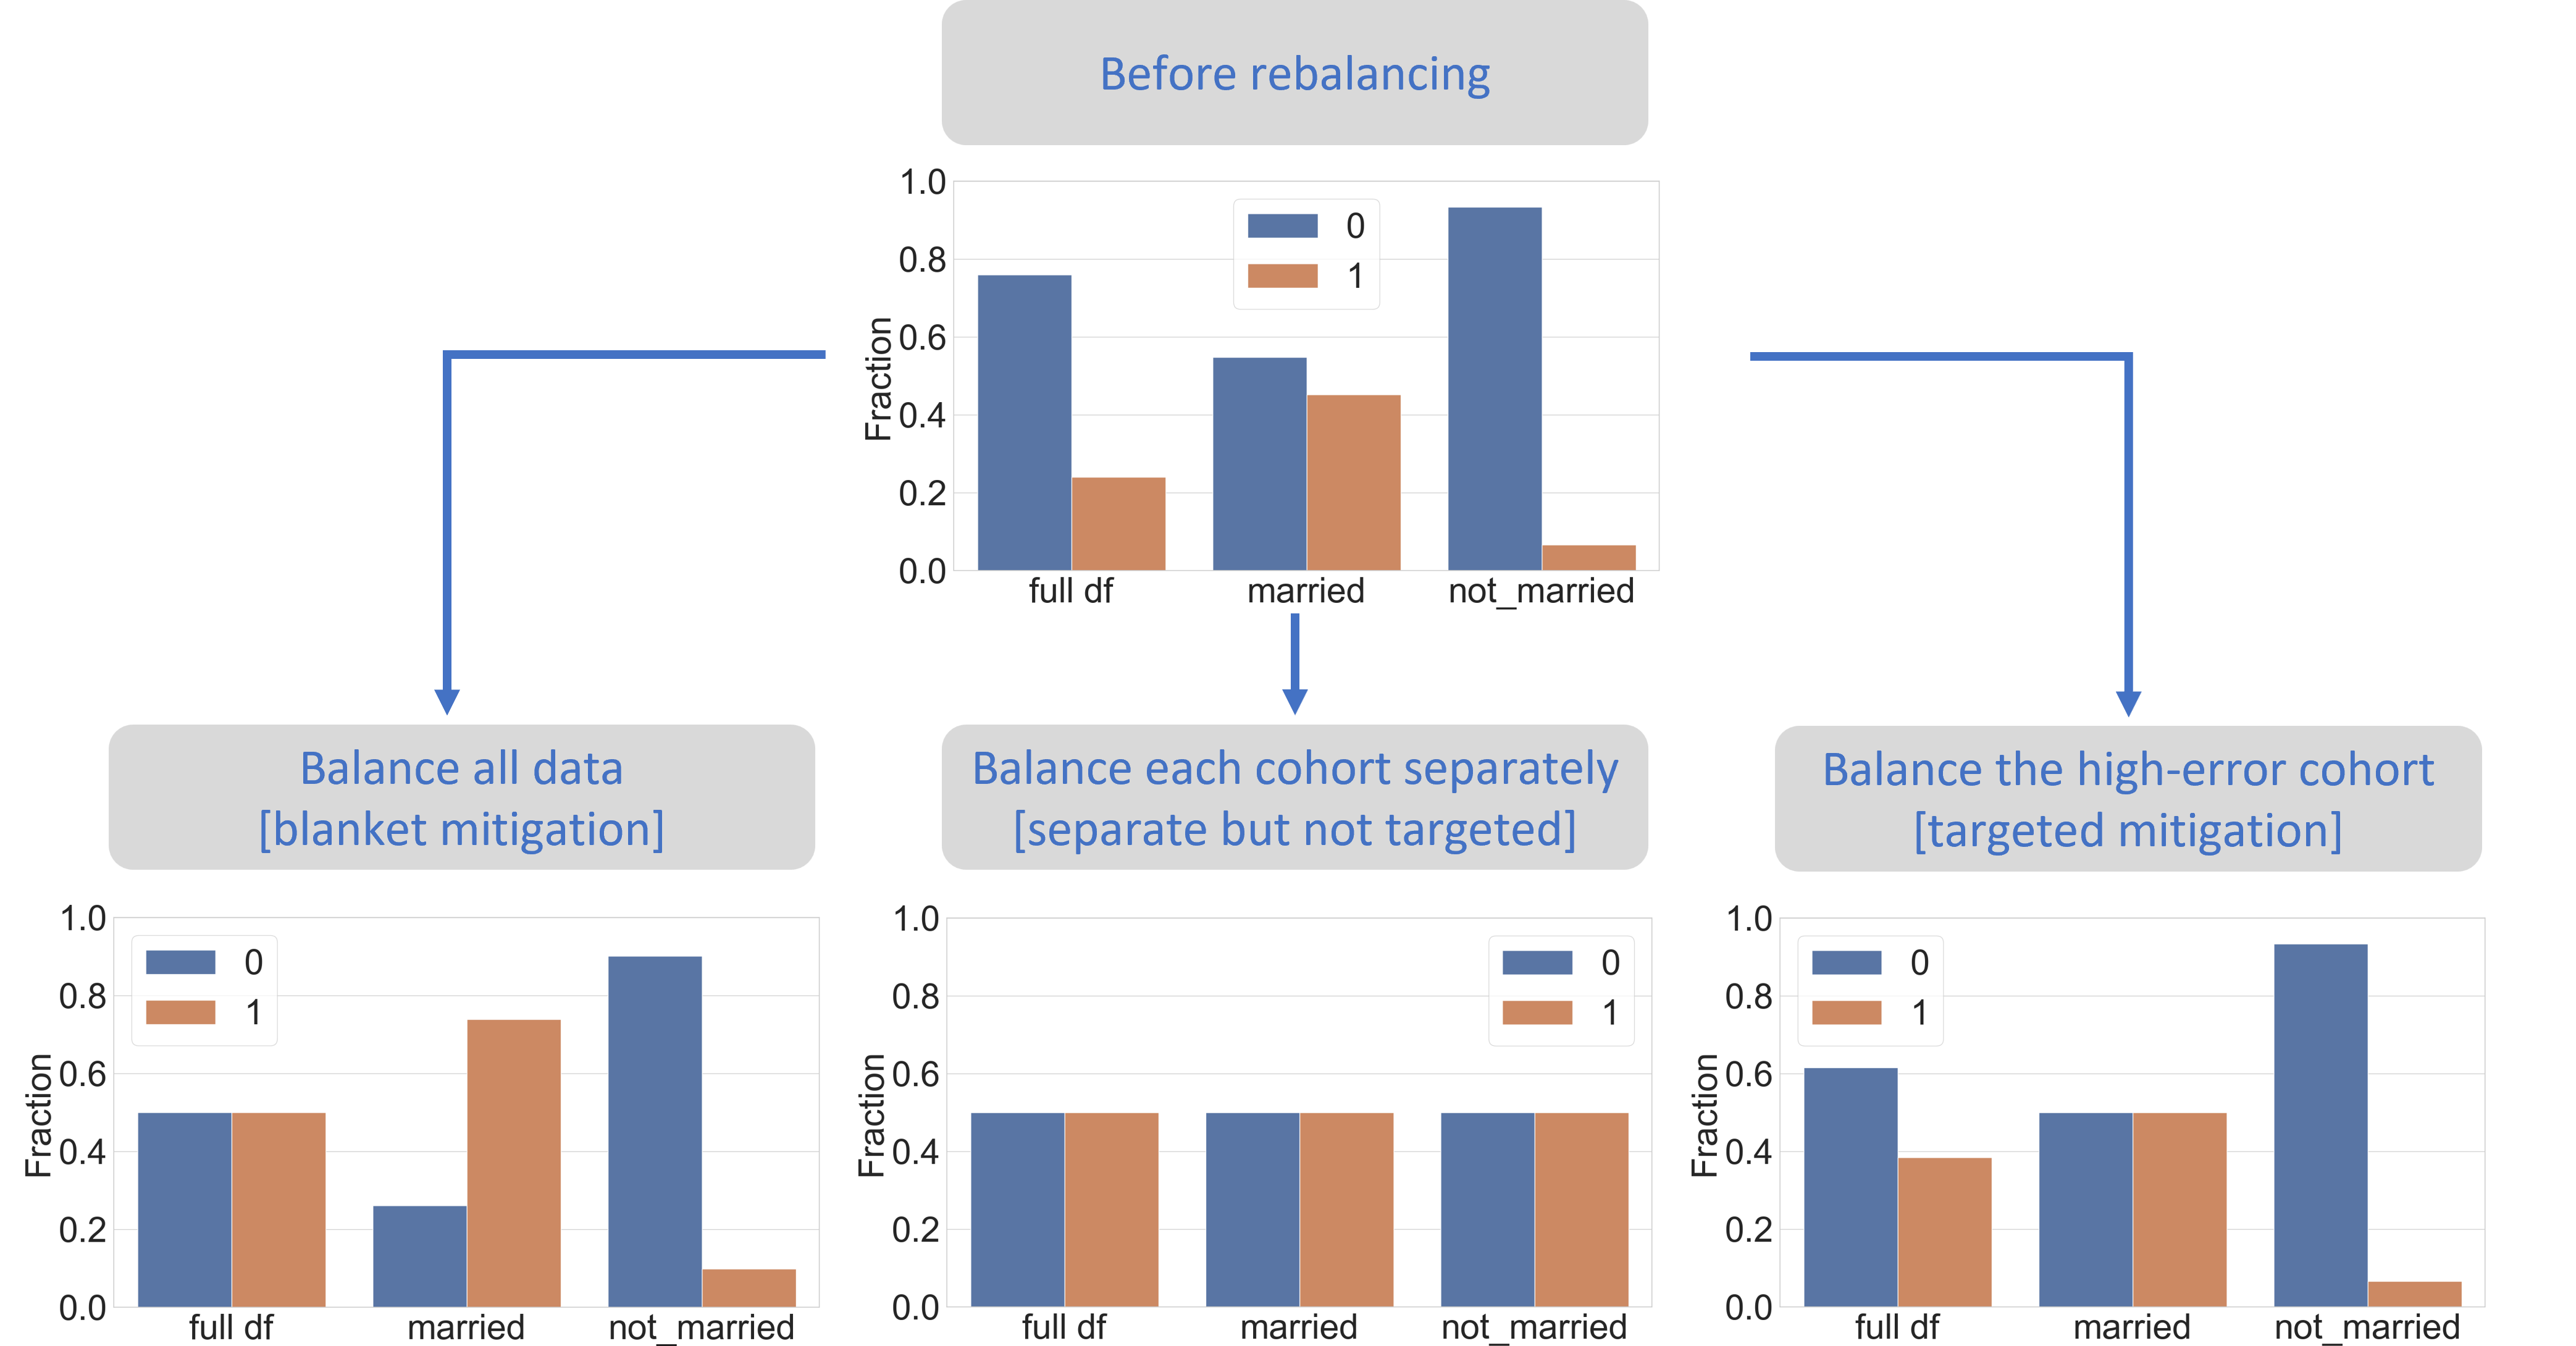 Before rebalancing
1.0
0.8
0.6
0.4
0.2
0.0
Fraction
0
1
full df married not_married
Balance all data
[blanket mitigation]
Balance each cohort separately
[separate but not targeted]
Balance the high-error cohort
[targeted mitigation]
1.0
0.8
0.6
0.4
0.2
0.0
Fraction
0
1
full df married not_married
1.0
0.8
0.6
0.4
0.2
0.0
Fraction
0
1
full df married not_married
1.0
0.8
0.6
0.4
0.2
0.0
Fraction
0
1
full df married not_married